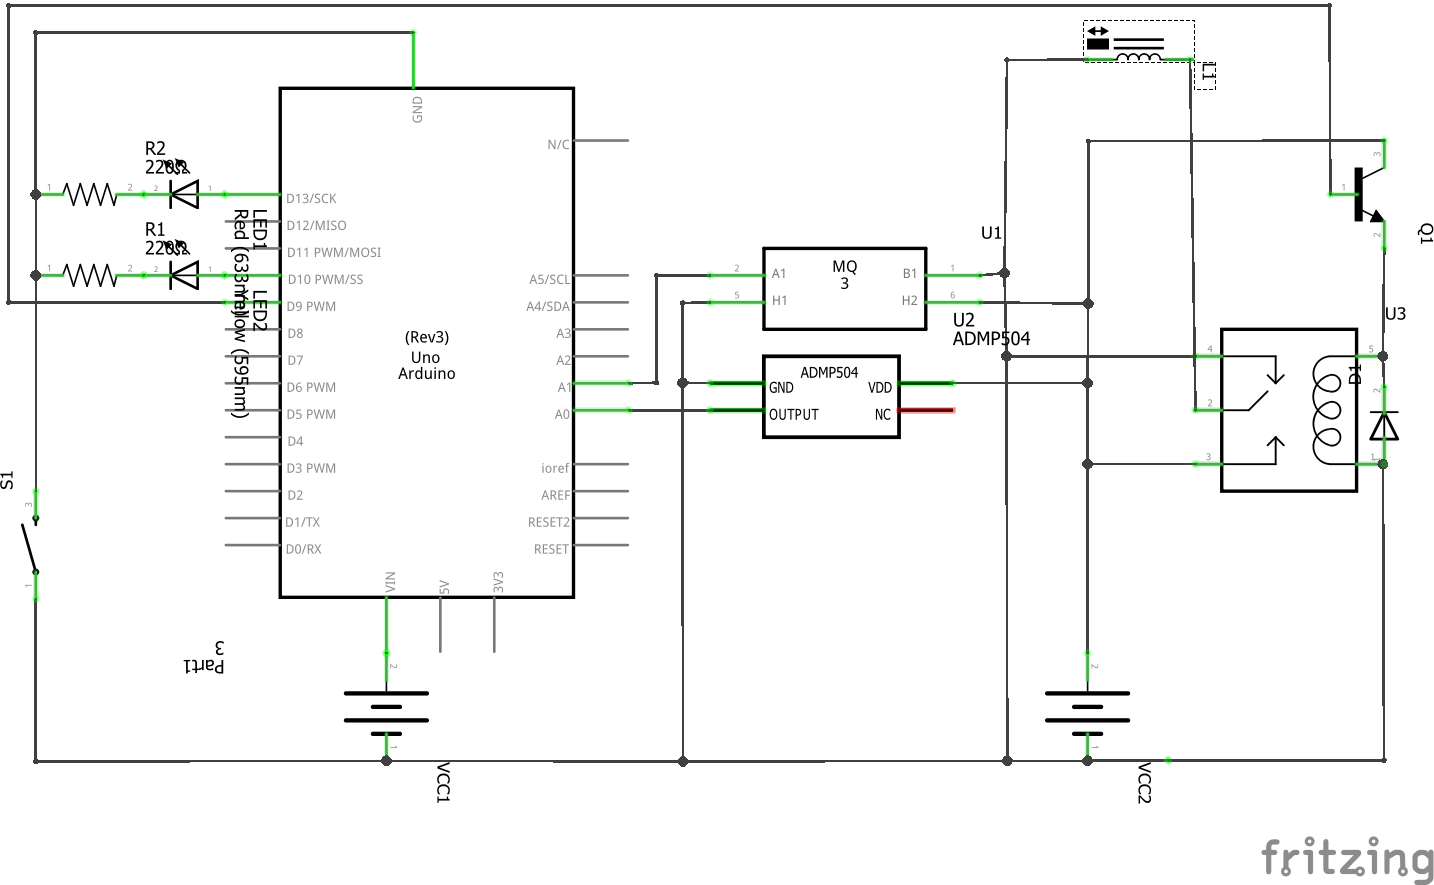 L1
GND
N/C
R2
220Ω
1
2
2
1
D13/SCK
3
1
2
Q1
LED1
Red (633nm)
D12/MISO
R1
220Ω
D11 PWM/MOSI
1
2
2
1
D10 PWM/SS
A5/SCL
U1
2
A1
MQ
3
B1
1
5
H1
H2
6
LED2
Yellow (595nm)
D9 PWM
A4/SDA
D8
(Rev3)
A3
U2
ADMP504
U3
D7
Uno
A2
4
5
Arduino
D1
D6 PWM
A1
ADMP504
GND
VDD
2
D5 PWM
A0
OUTPUT
NC
2
D4
D3 PWM
ioref
3
1
S1
D2
AREF
3
D1/TX
RESET2
D0/RX
RESET
1
VIN
5V
3V3
Part1
3
2
2
1
1
VCC1
VCC2
fritzing